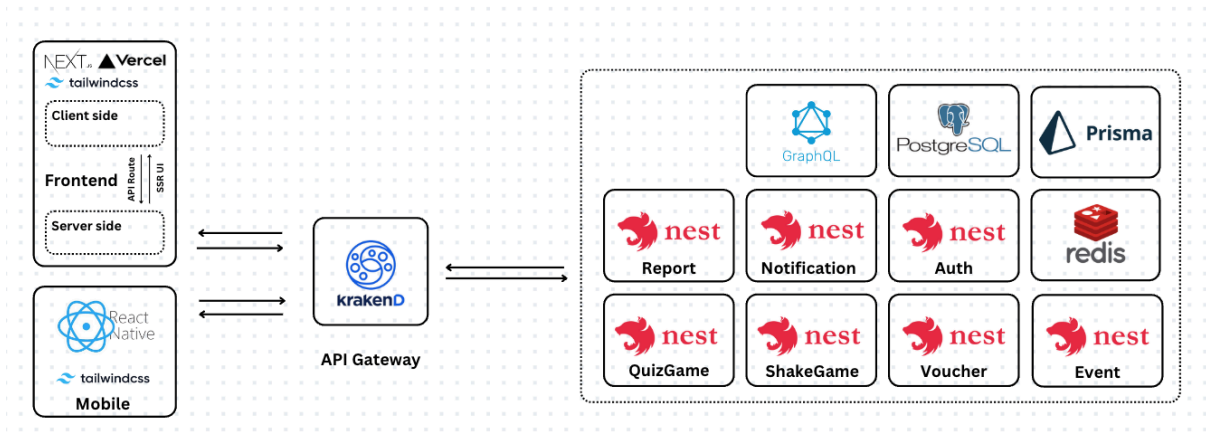 NEXT.JS Vercel
tailwindcss
Client side
Frontend
API Route
SSR UI
Server side
React
Native
tailwindcss
Mobile
krakenD
API Gateway
GraphQL
PostgreSQL
Prisma
nest
Report
nest
Notification
nest
Auth
redis
nest
QuizGame
nest
ShakeGame
nest
Voucher
nest
Event